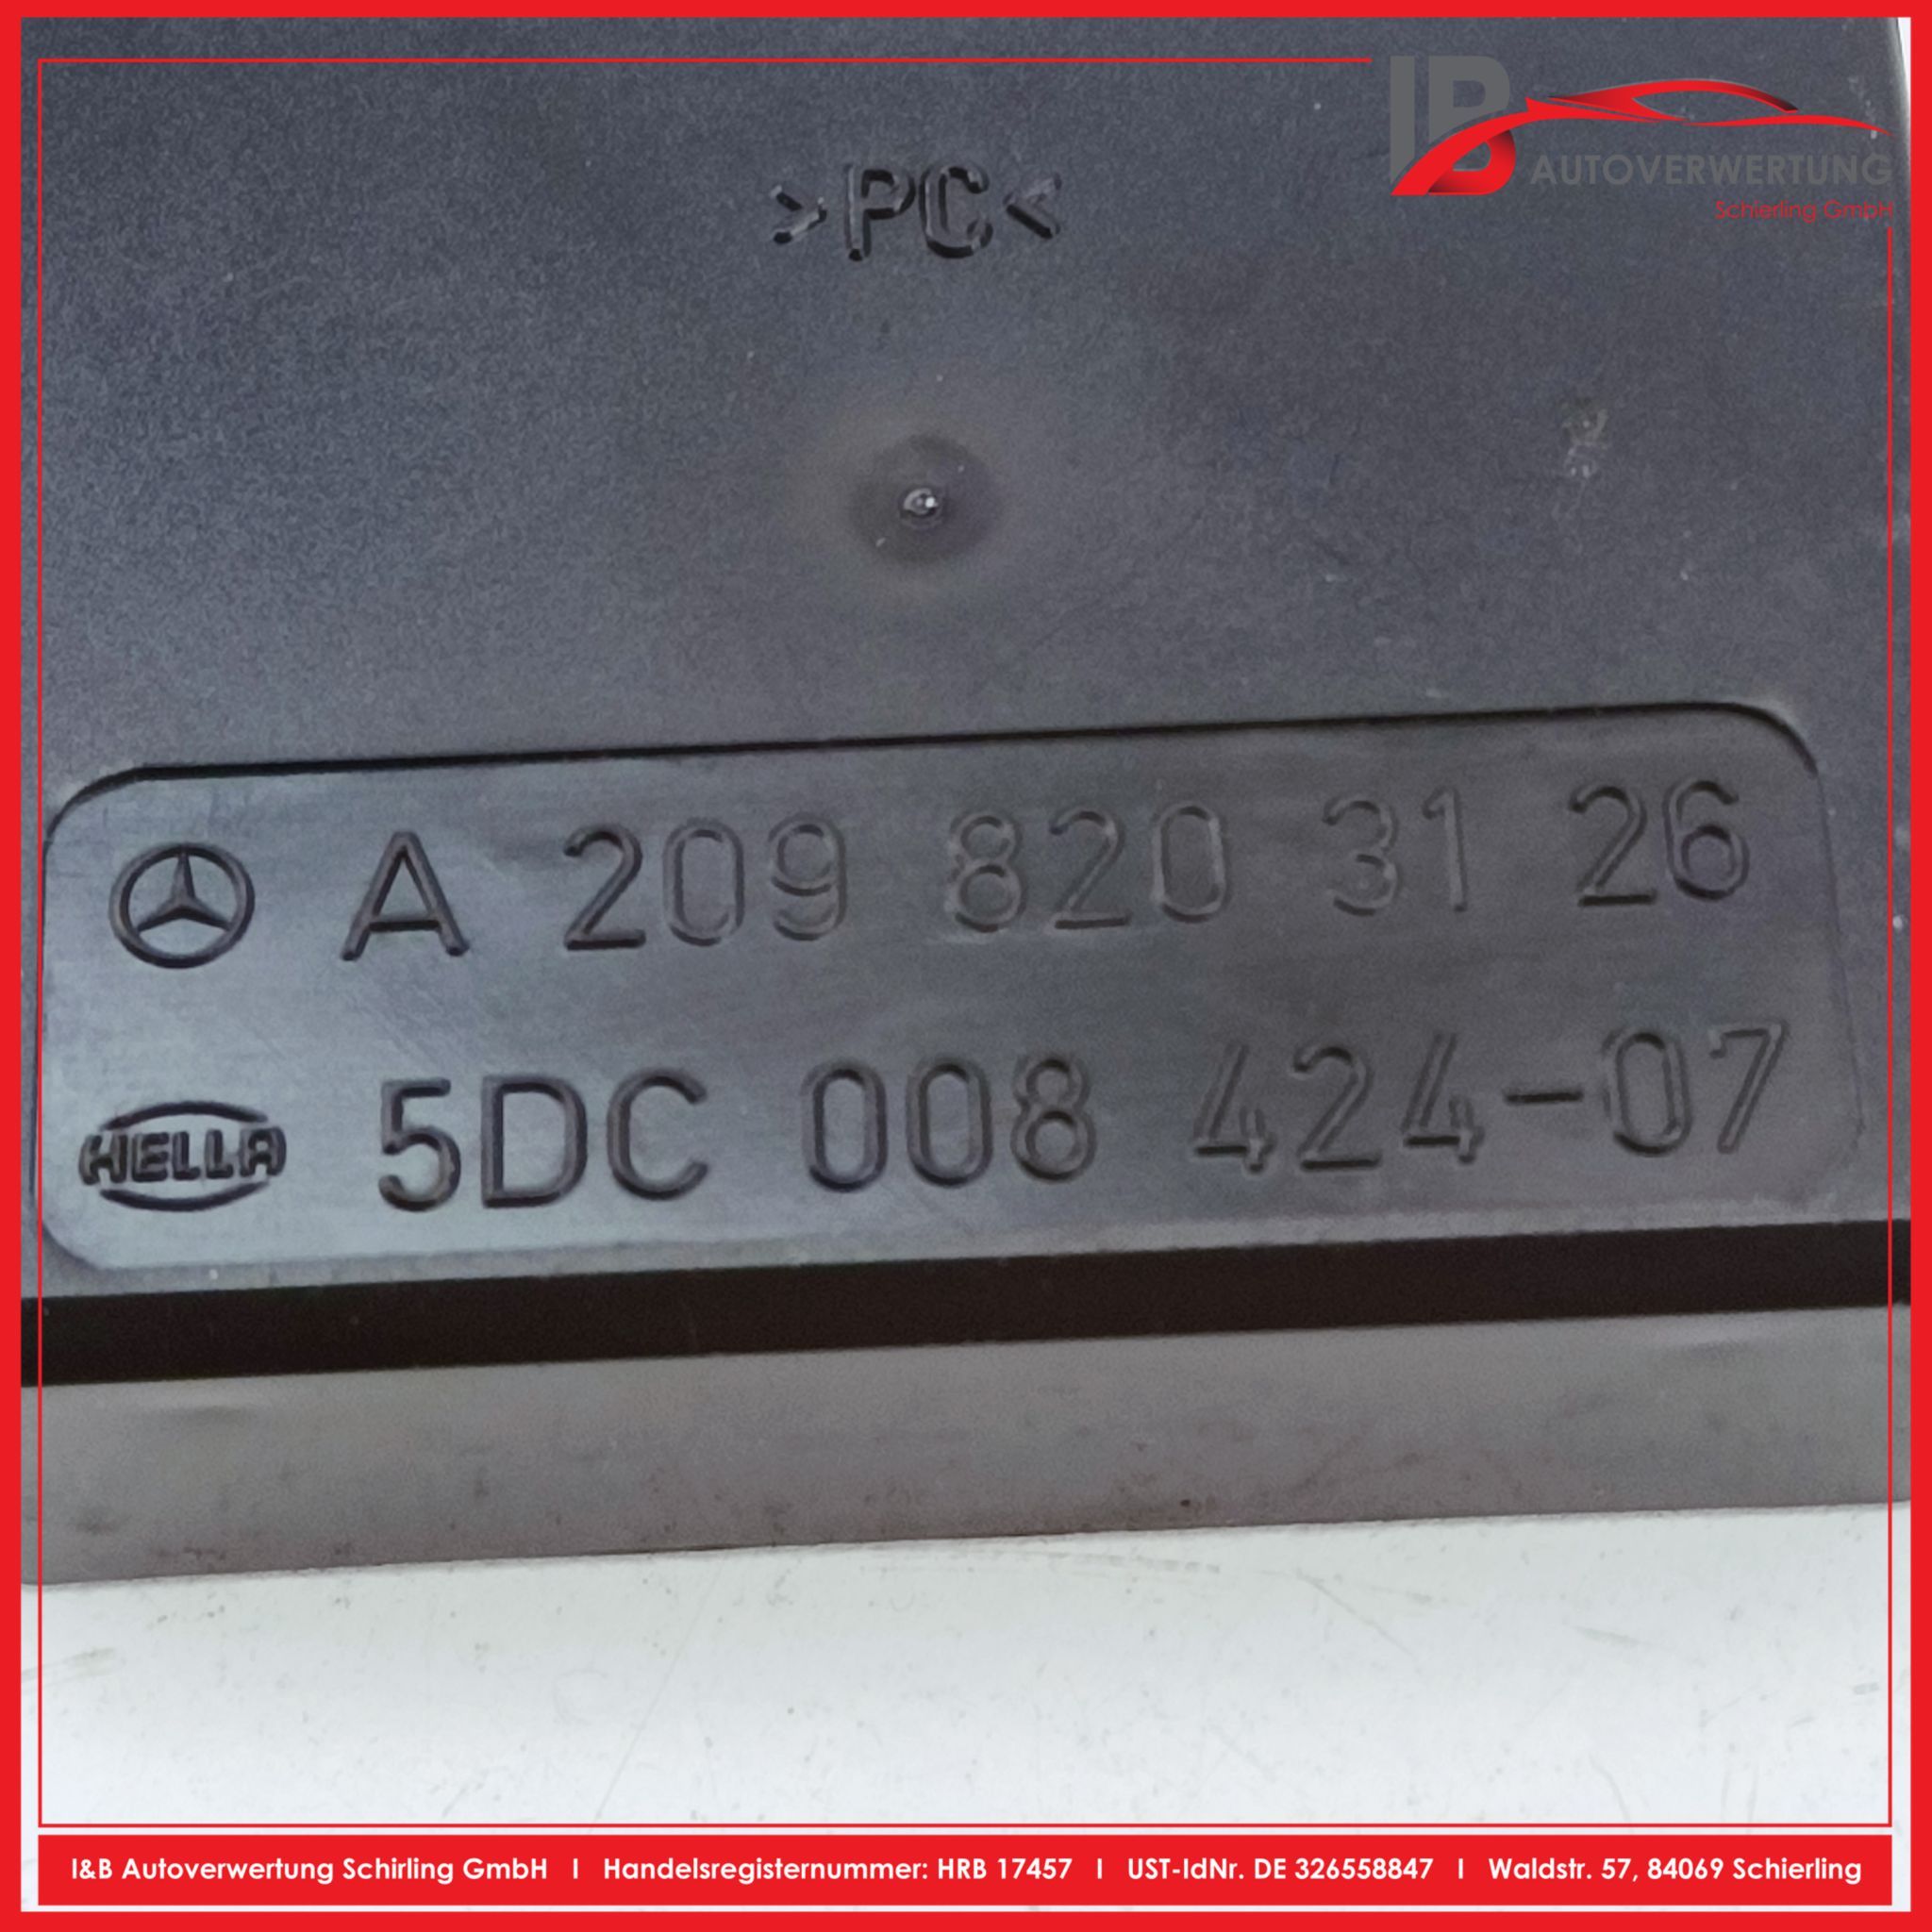 IB
AUTOVERWERTUNG
Schierling GmbH
>PC<
A 209 820 31 26
HELLA 5DC 008 424-07
I&B Autoverwertung Schirling GmbH I Handelsregisternummer: HRB 17457 I UST-IdNr. DE 326558847 I Waldstr. 57, 84069 Schierling